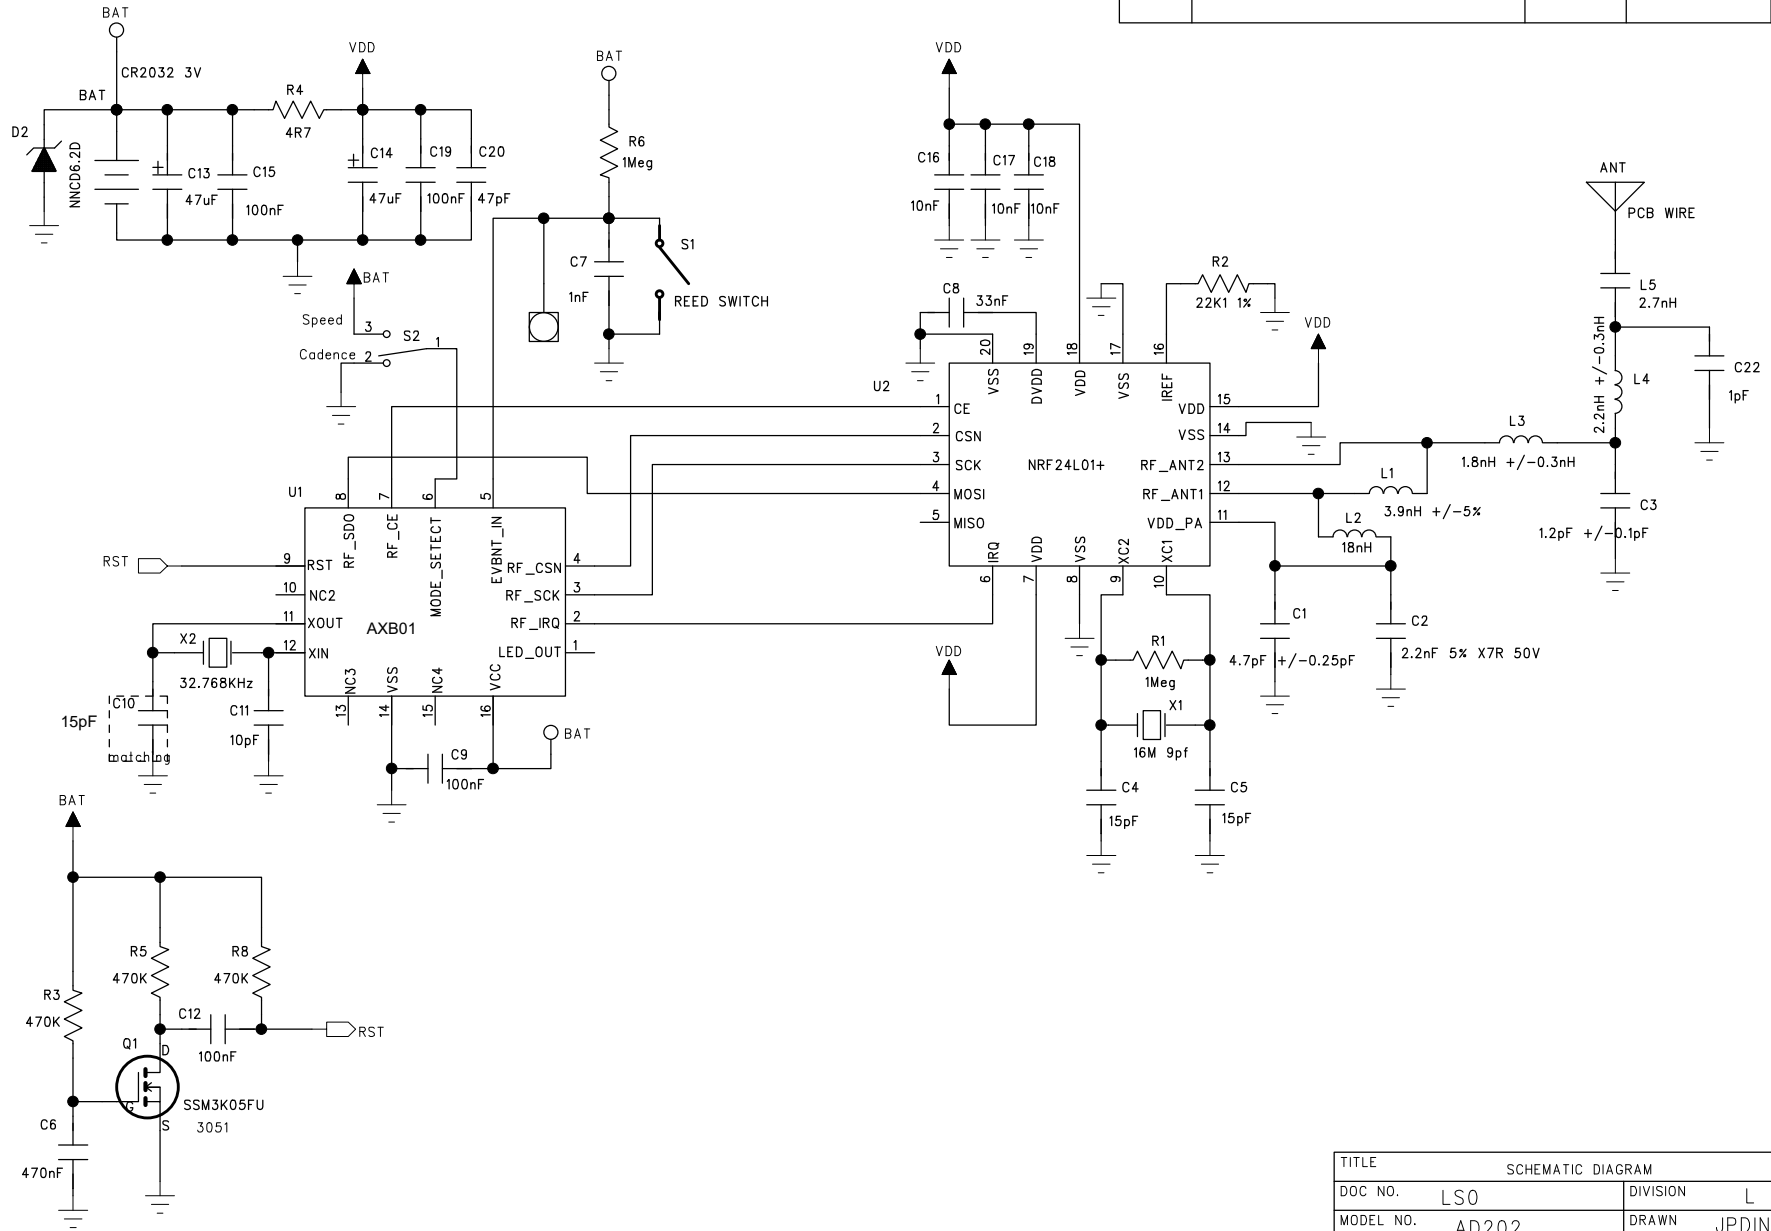 BAT
CR2032 3V
BAT
D2
NNCD6.2D
C13
47uF
C15
100nF
R4
4R7
VDD
C14
47uF
C19
100nF
C20
47pF
BAT
R6
1Meg
C7
1nF
S1
REED SWITCH
BAT
Speed
3
S2
1
Cadence
2
VDD
C16
10nF
C17
10nF
C18
10nF
C8
33nF
R2
22K1 1%
VDD
ANT
PCB WIRE
L5
2.7nH
L4
2.2nH +/-0.3nH
C22
1pF
L3
1.8nH +/-0.3nH
C3
1.2pF +/-0.1pF
L1
3.9nH +/-5%
L2
18nH
C1
4.7pF +/-0.25pF
C2
2.2nF 5% X7R 50V
U2
NRF24L01+
20
VSS
19
DVDD
18
VDD
17
VSS
16
IREF
1
CE
2
CSN
3
SCK
4
MOSI
5
MISO
15
VDD
14
VSS
13
RF_ANT2
12
RF_ANT1
11
VDD_PA
6
IRQ
7
VDD
8
VSS
9
XC2
10
XC1
VDD
R1
1Meg
X1
16M 9pf
C4
15pF
C5
15pF
U1
AXB01
8
RF_SDO
7
RF_CE
6
MODE_SETECT
5
EVBNT_IN
RST
9
RST
10
NC2
11
XOUT
12
XIN
4
RF_CSN
3
RF_SCK
2
RF_IRQ
1
LED_OUT
13
NC3
14
VSS
15
NC4
16
VCC
X2
32.768KHz
C10
15pF
matching
C11
10pF
C9
100nF
BAT
BAT
R3
470K
R5
470K
R8
470K
C12
100nF
RST
Q1
D
G
S
SSM3K05FU
3051
C6
470nF
TITLE
SCHEMATIC DIAGRAM
DOC NO.
LS0
DIVISION
L
MODEL NO.
AD202
DRAWN
JPDIN